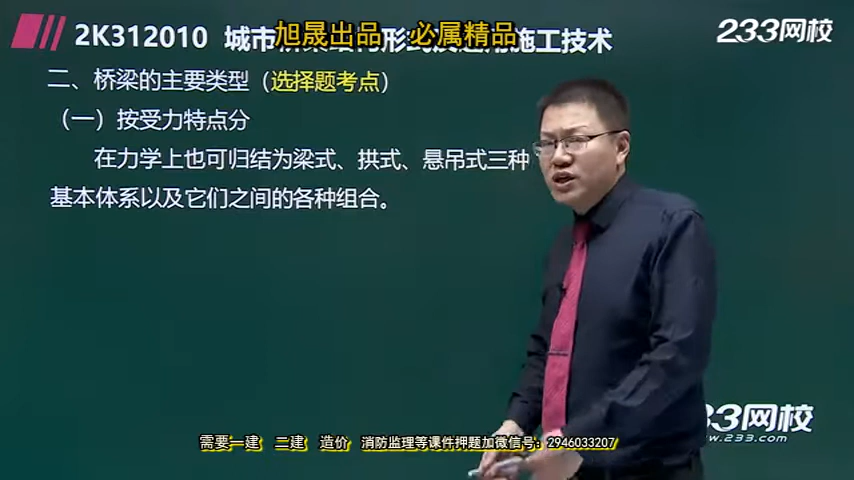 2K312010 城市
旭晟出品 必属精品
施工技术
233网校
二、桥梁的主要类型（选择题考点）
（一）按受力特点分
在力学上也可归结为梁式、拱式、悬吊式三种
基本体系以及它们之间的各种组合。
33网校
w.233.com
需要一建 二建 造价 消防监理等课件押题加微信号：2946033207